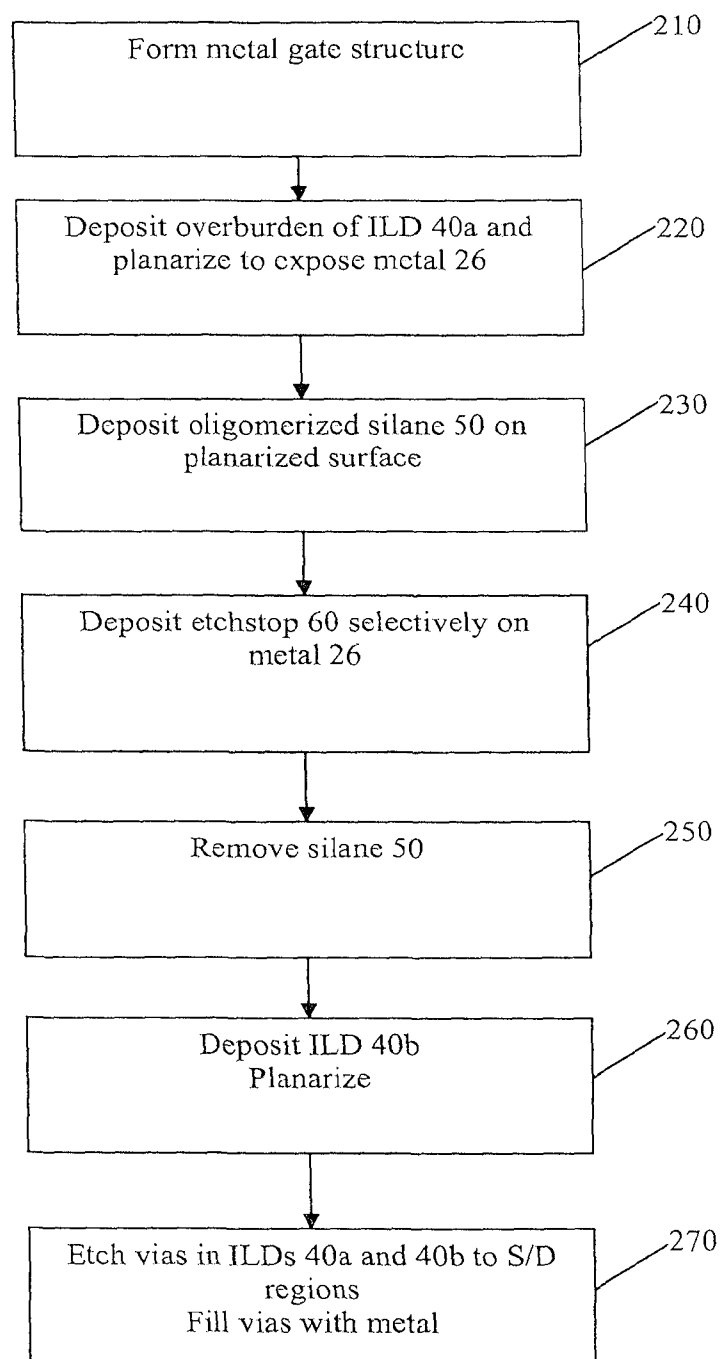 Form metal gate structure
210
Deposit overburden of ILD 40a and
planarize to expose metal 26
220
Deposit oligomerized silane 50 on
planarized surface
230
Deposit etchstop 60 selectively on
metal 26
240
Remove silane 50
250
Deposit ILD 40b
Planarize
260
Etch vias in ILDs 40a and 40b to S/D
regions
Fill vias with metal
270